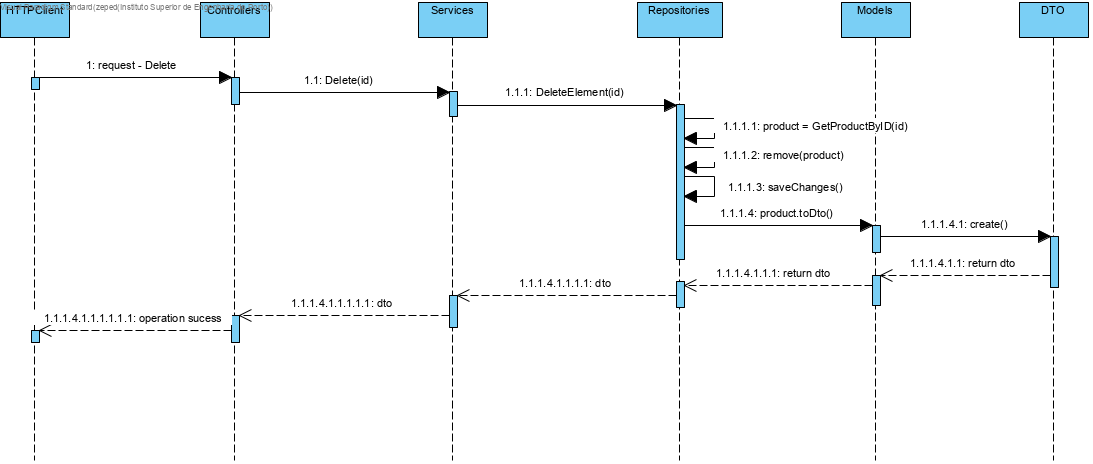 Visual Paradigm Standard(zeped(Instituto Superior de Engenharia do Porto))
HTTPClient
Controllers
Services
Repositories
Models
DTO
1: request - Delete
1.1: Delete(id)
1.1.1: DeleteElement(id)
1.1.1.1: product = GetProductByID(id)
1.1.1.2: remove(product)
1.1.1.3: saveChanges()
1.1.1.4: product.toDto()
1.1.1.4.1: create()
1.1.1.4.1.1: return dto
1.1.1.4.1.1.1: return dto
1.1.1.4.1.1.1.1: dto
1.1.1.4.1.1.1.1.1: dto
1.1.1.4.1.1.1.1.1.1: operation sucess